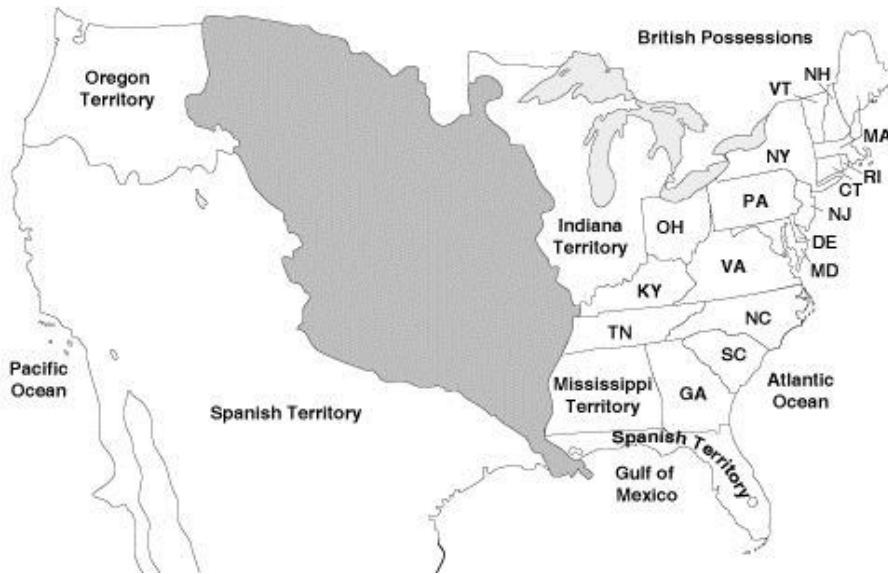 British Possessions
Oregon
Territory
VT
NH
MA
NY
RI
CT
PA
NJ
OH
Indiana
Territory
DE
VA
MD
KY
NC
TN
SC
Pacific
Ocean
Mississippi
Territory
GA
Atlantic
Ocean
Spanish Territory
Spanish Territory
Gulf of
Mexico